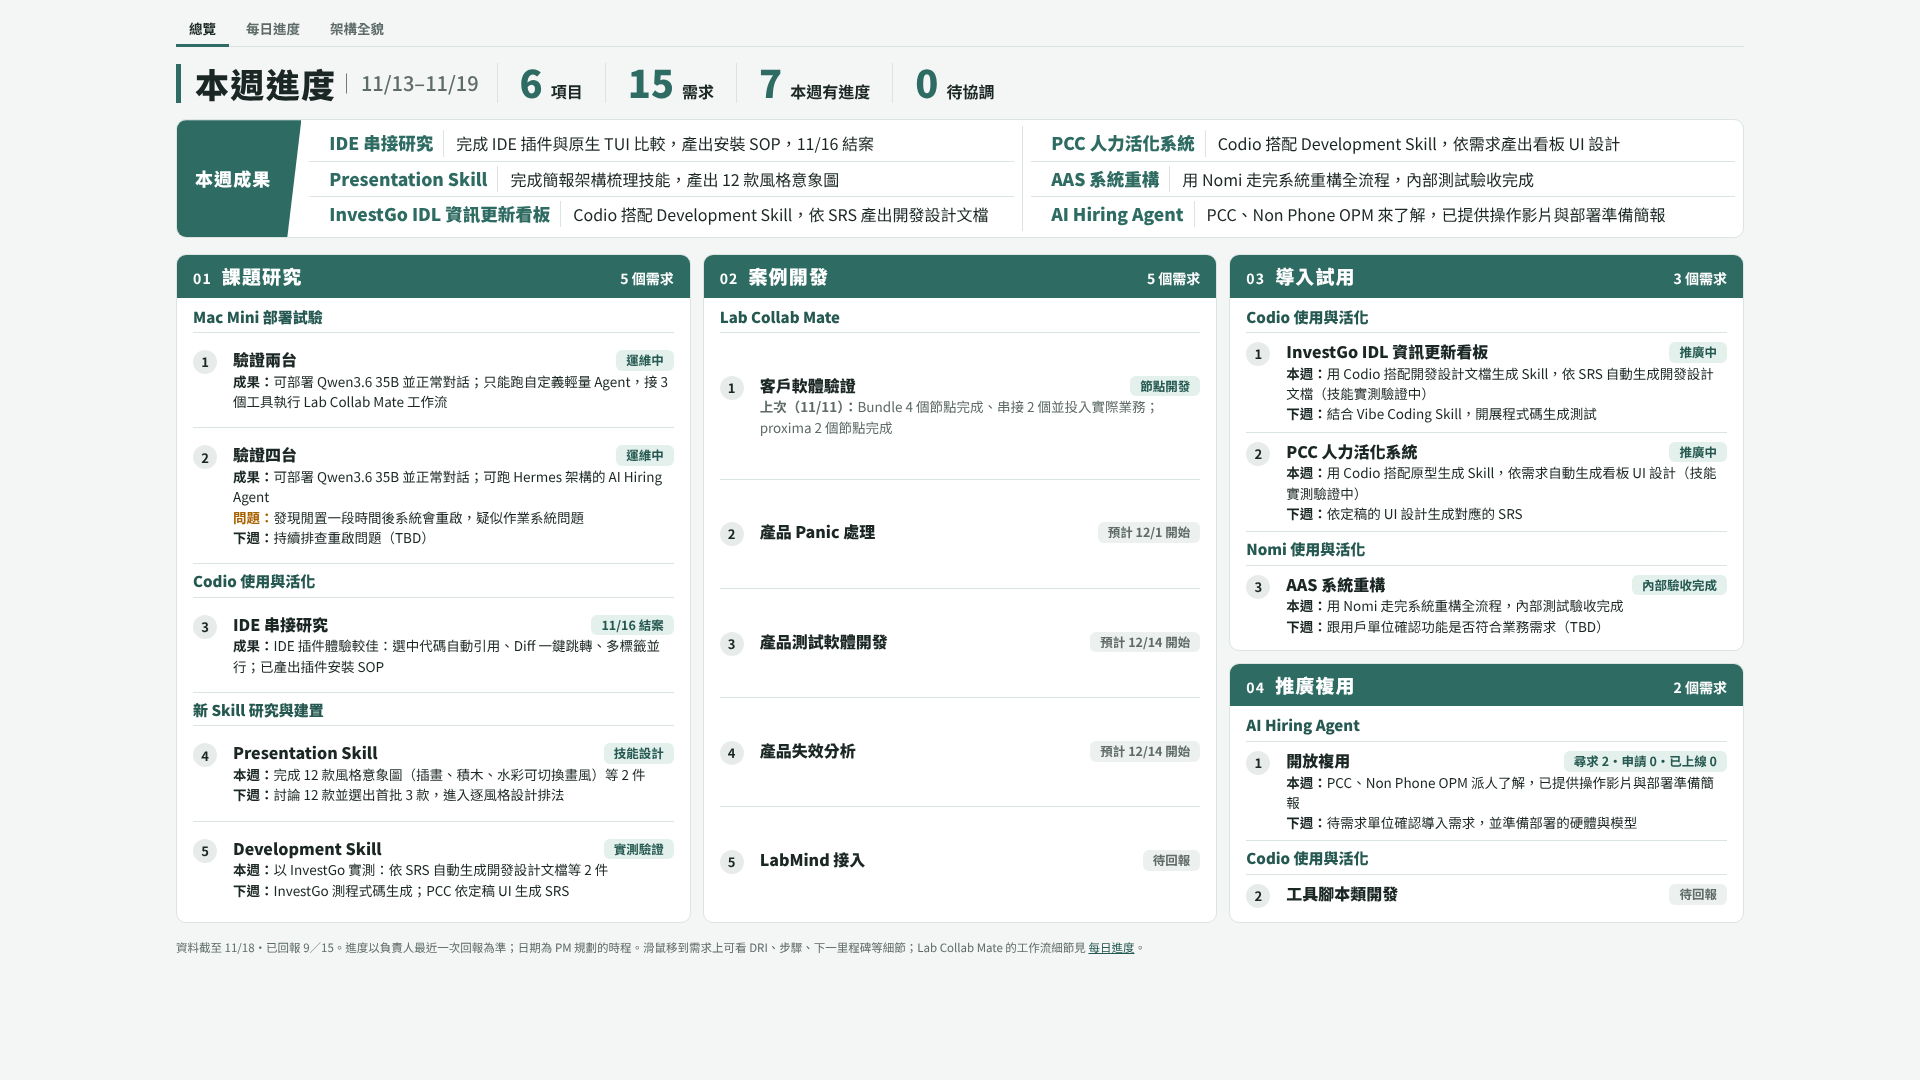 總覽 每日進度 架構全貌
本週進度 11/13–11/19 6 項目 15 需求 7 本週有進度 0 待協調
本週成果
IDE 串接研究 完成 IDE 插件與原生 TUI 比較，產出安裝 SOP，11/16 結案
Presentation Skill 完成簡報架構梳理技能，產出 12 款風格意象圖
InvestGo IDL 資訊更新看板 Codio 搭配 Development Skill，依 SRS 產出開發設計文檔
PCC 人力活化系統 Codio 搭配 Development Skill，依需求產出看板 UI 設計
AAS 系統重構 用 Nomi 走完系統重構全流程，內部測試驗收完成
AI Hiring Agent PCC、Non Phone OPM 來了解，已提供操作影片與部署準備簡報
01 課題研究 5 個需求
Mac Mini 部署試驗
1 驗證兩台 運維中
成果：可部署 Qwen3.6 35B 並正常對話；只能跑自定義輕量 Agent，接 3
個工具執行 Lab Collab Mate 工作流
2 驗證四台 運維中
成果：可部署 Qwen3.6 35B 並正常對話；可跑 Hermes 架構的 AI Hiring
Agent
問題：發現閒置一段時間後系統會重啟，疑似作業系統問題
下週：持續排查重啟問題（TBD）
Codio 使用與活化
3 IDE 串接研究 11/16 結案
成果：IDE 插件體驗較佳：選中代碼自動引用、Diff 一鍵跳轉、多標籤並
行；已產出插件安裝 SOP
新 Skill 研究與建置
4 Presentation Skill 技能設計
本週：完成 12 款風格意象圖（插畫、積木、水彩可切換畫風）等 2 件
下週：討論 12 款並選出首批 3 款，進入逐風格設計排法
5 Development Skill 實測驗證
本週：以 InvestGo 實測：依 SRS 自動生成開發設計文檔等 2 件
下週：InvestGo 測程式碼生成；PCC 依定稿 UI 生成 SRS
02 案例開發 5 個需求
Lab Collab Mate
1 客戶軟體驗證 節點開發
上次（11/11）：Bundle 4 個節點完成、串接 2 個並投入實際業務；
proxima 2 個節點完成
2 產品 Panic 處理 預計 12/1 開始
3 產品測試軟體開發 預計 12/14 開始
4 產品失效分析 預計 12/14 開始
5 LabMind 接入 待回報
03 導入試用 3 個需求
Codio 使用與活化
1 InvestGo IDL 資訊更新看板 推廣中
本週：用 Codio 搭配開發設計文檔生成 Skill，依 SRS 自動生成開發設計
文檔（技能實測驗證中）
下週：結合 Vibe Coding Skill，開展程式碼生成測試
2 PCC 人力活化系統 推廣中
本週：用 Codio 搭配原型生成 Skill，依需求自動生成看板 UI 設計（技能
實測驗證中）
下週：依定稿的 UI 設計生成對應的 SRS
Nomi 使用與活化
3 AAS 系統重構 內部驗收完成
本週：用 Nomi 走完系統重構全流程，內部測試驗收完成
下週：跟用戶單位確認功能是否符合業務需求（TBD）
04 推廣複用 2 個需求
AI Hiring Agent
1 開放複用 尋求 2・申請 0・已上線 0
本週：PCC、Non Phone OPM 派人了解，已提供操作影片與部署準備簡
報
下週：待需求單位確認導入需求，並準備部署的硬體與模型
Codio 使用與活化
2 工具腳本類開發 待回報
資料截至 11/18・已回報 9／15。進度以負責人最近一次回報為準；日期為 PM 規劃的時程。滑鼠移到需求上可看 DRI、步驟、下一里程碑等細節；Lab Collab Mate 的工作流細節見 每日進度。